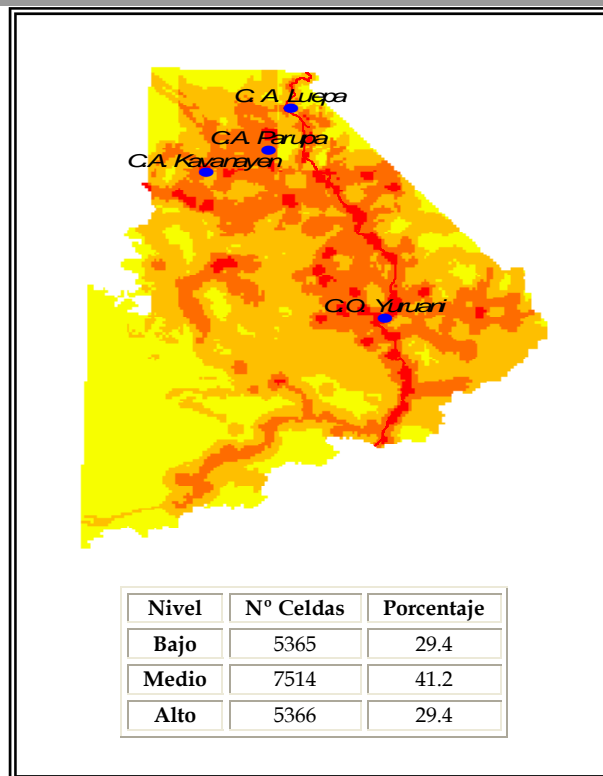 C. A. Luepa
C.A. Parupa
C.A. Kavanayen
C.O. Yuruani
Nivel Nº Celdas Porcentaje
Bajo 5365 29.4
Medio 7514 41.2
Alto 5366 29.4